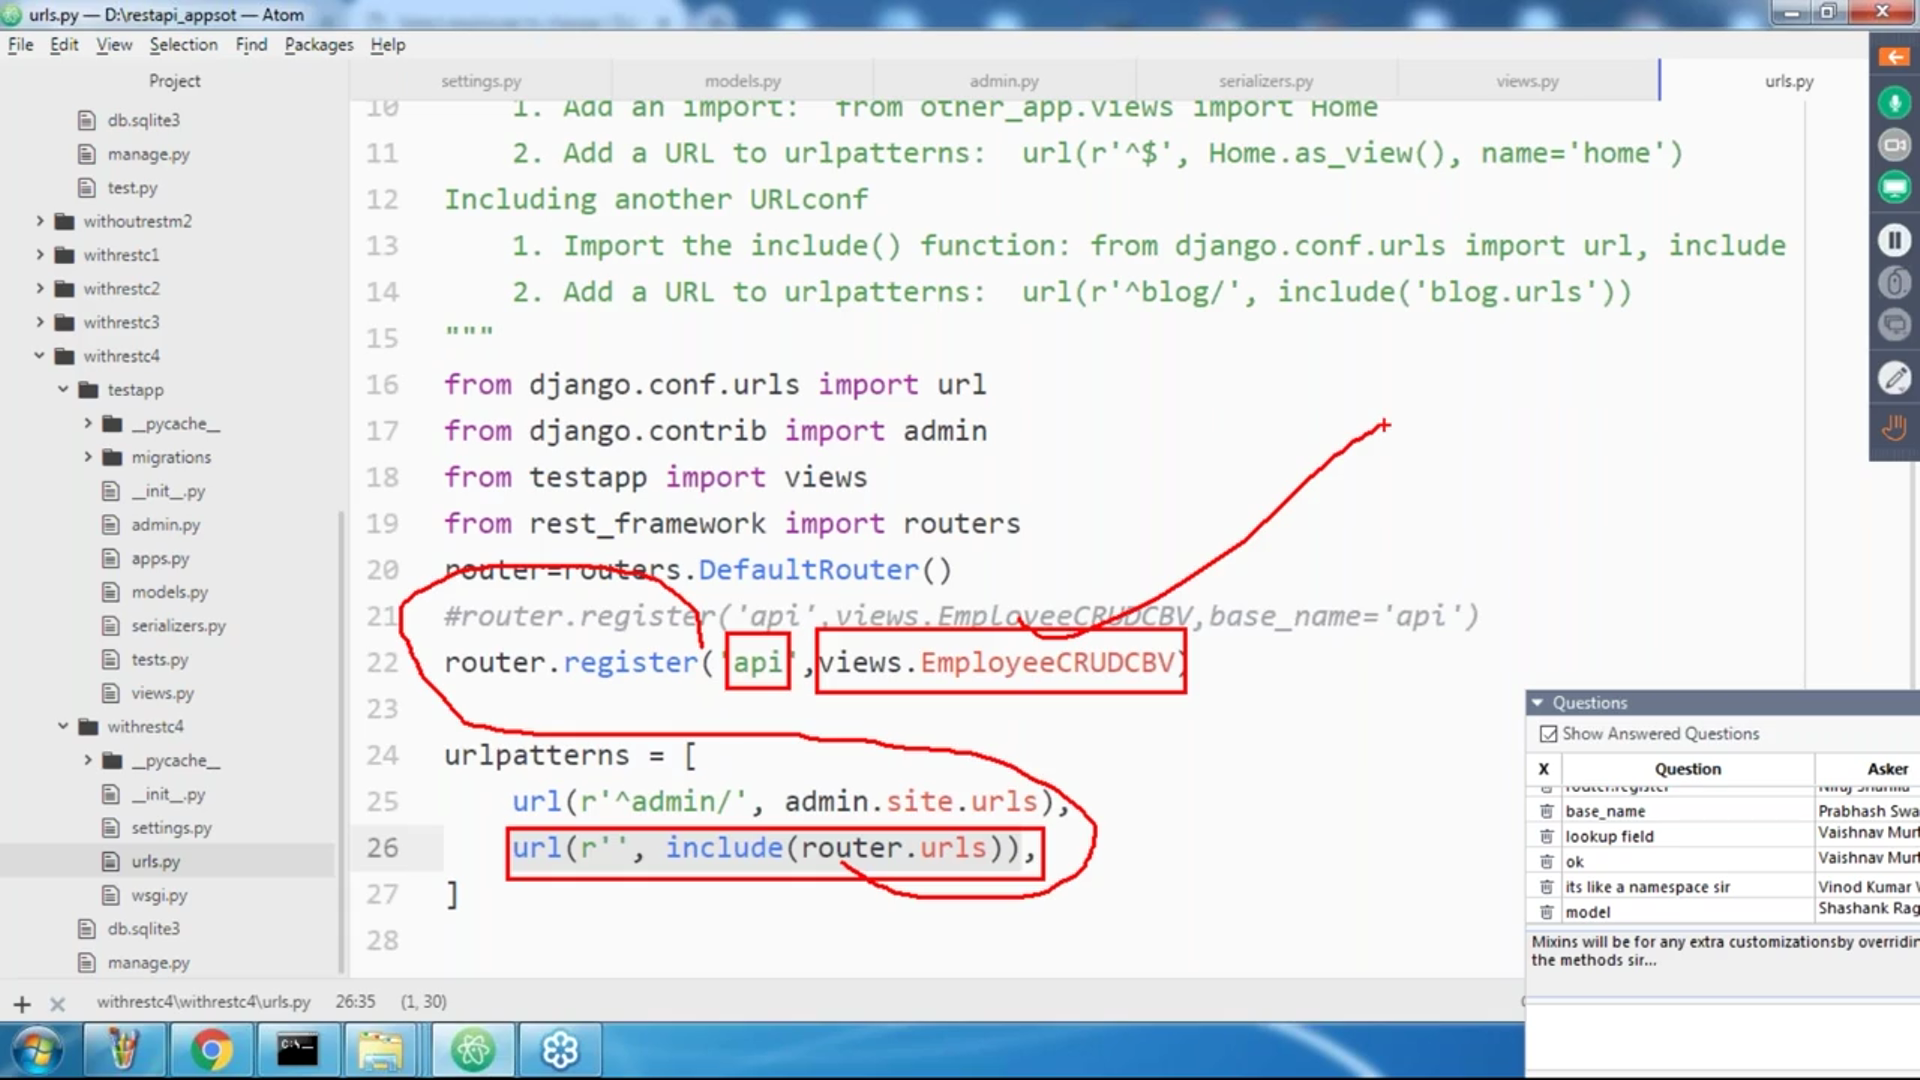 urls.py — D:\restapi_appsot — Atom
File Edit View Selection Find Packages Help
Project
db.sqlite3
manage.py
test.py
withoutrestm2
withrestc1
withrestc2
withrestc3
withrestc4
testapp
__pycache__
migrations
__init__.py
admin.py
apps.py
models.py
serializers.py
tests.py
views.py
withrestc4
__pycache__
__init__.py
settings.py
urls.py
wsgi.py
db.sqlite3
manage.py
settings.py models.py admin.py serializers.py views.py urls.py
10 1. Add an import: from other_app.views import Home
11 2. Add a URL to urlpatterns: url(r'^$', Home.as_view(), name='home')
12 Including another URLconf
13 1. Import the include() function: from django.conf.urls import url, include
14 2. Add a URL to urlpatterns: url(r'^blog/', include('blog.urls'))
15 """
16 from django.conf.urls import url
17 from django.contrib import admin
18 from testapp import views
19 from rest_framework import routers
20 router=routers.DefaultRouter()
21 #router.register('api',views.EmployeeCRUDCBV,base_name='api')
22 router.register('api',views.EmployeeCRUDCBV)
23
24 urlpatterns = [
25 url(r'^admin/', admin.site.urls),
26 url(r'', include(router.urls)),
27 ]
28
withrestc4\withrestc4\urls.py 26:35 (1, 30)
Questions
Show Answered Questions
X Question Asker
router.register Niraj Sharma
base_name Prabhash Swa
lookup field Vaishnav Mur
ok Vaishnav Mur
its like a namespace sir Vinod Kumar
model Shashank Rag
Mixins will be for any extra customizationsby overridin
the methods sir...
C:\_